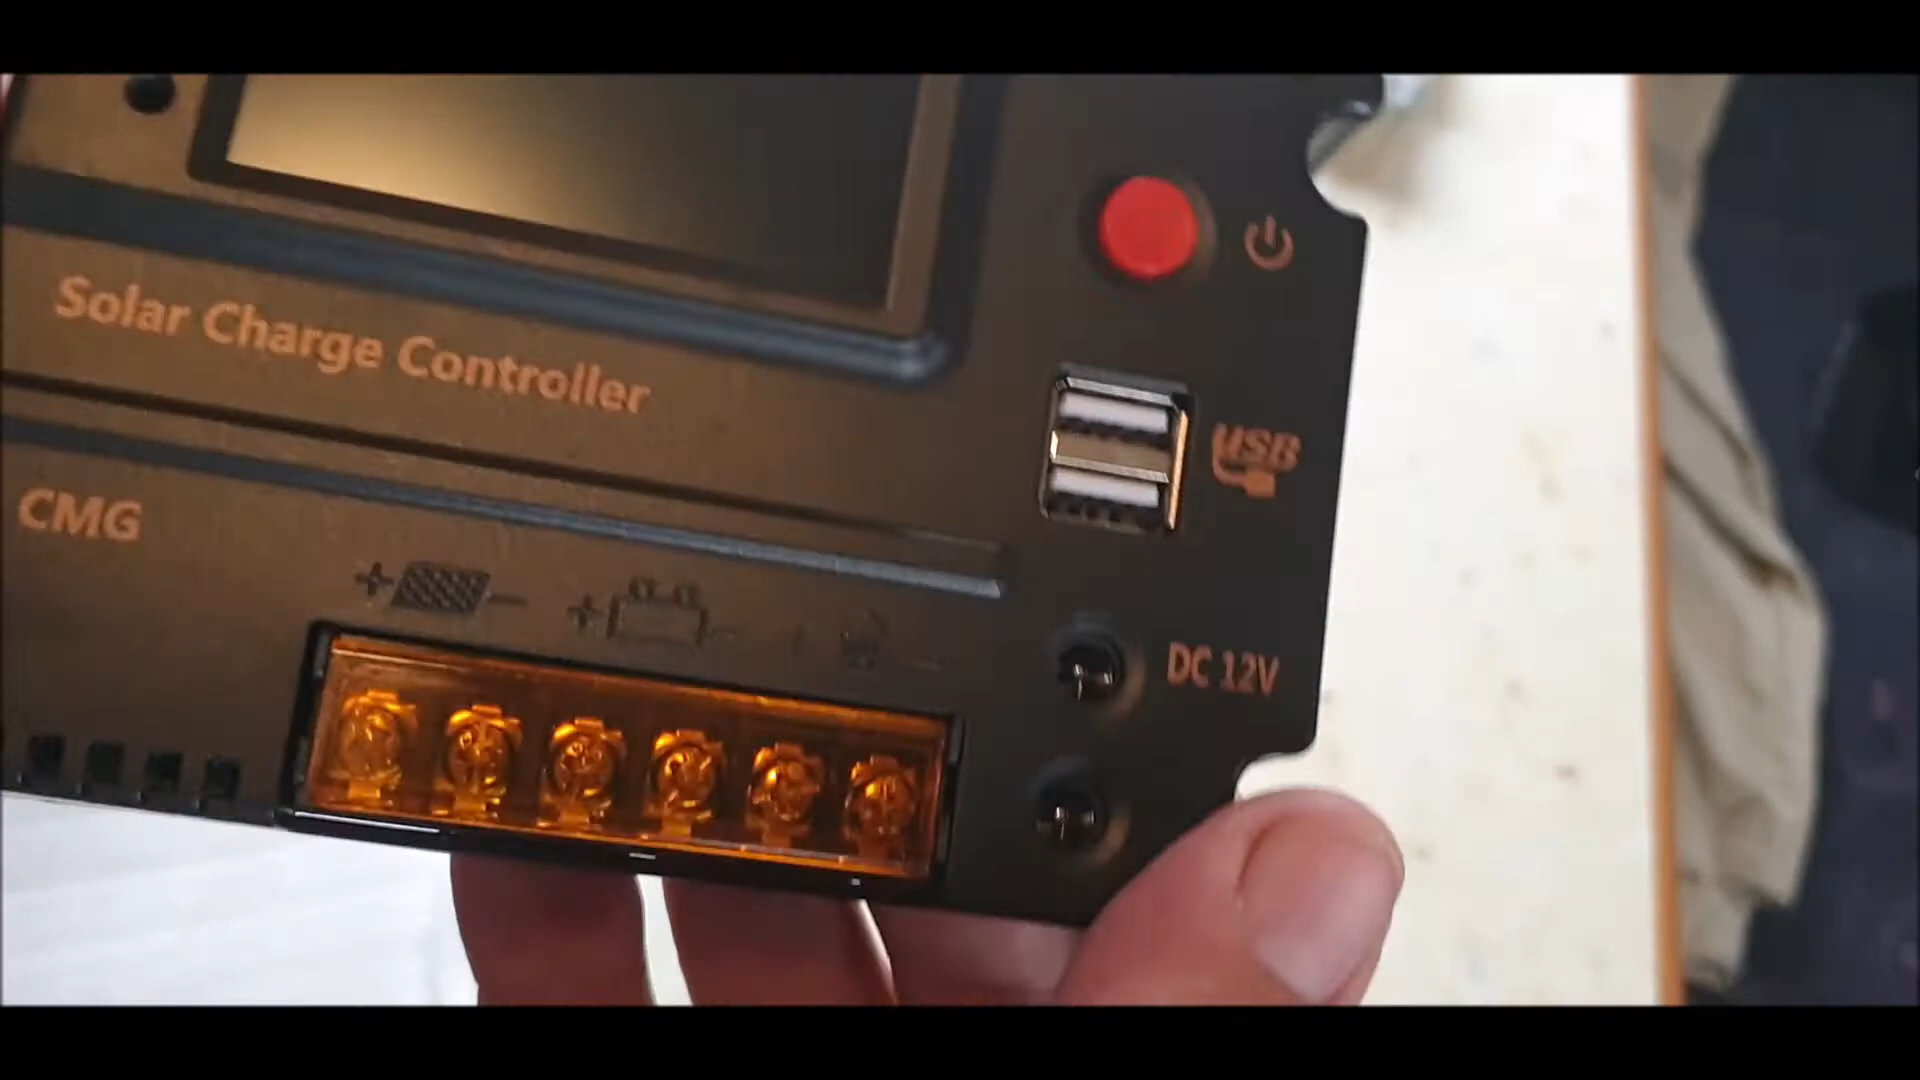 Solar Charge Controller
USB
CMG
+ -
+ -
-
DC 12V